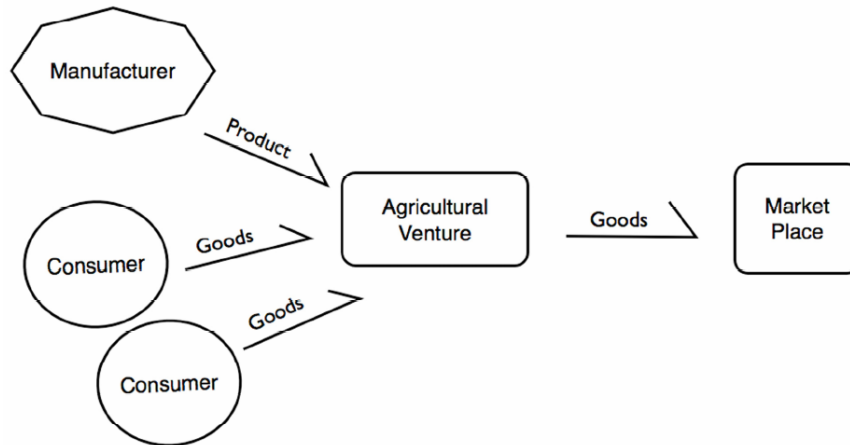 Manufacturer
Product
Agricultural
Venture
Goods
Market
Place
Goods
Consumer
Goods
Consumer